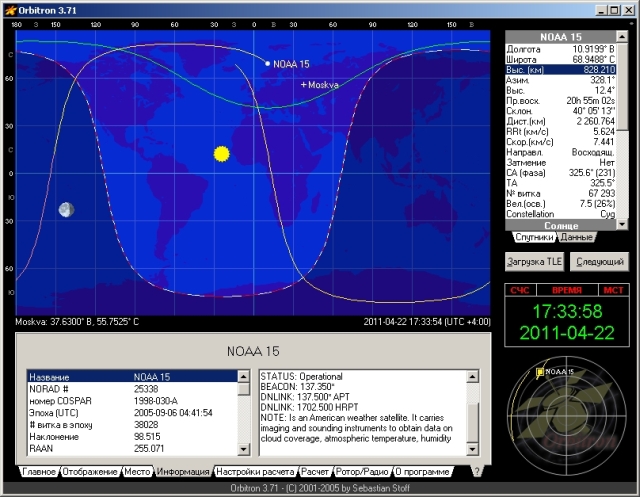 Orbitron 3.71
180 150 120 90 60 30 З 0 В 30 60 90 120 150 В
С
60
30
С
0
Ю
30
60
Ю
NOAA 15
Moskva
Moskva: 37.6300° В, 55.7525° С
2011-04-22 17:33:54 (UTC +4:00)
NOAA 15
Долгота 10.9199° В
Широта 68.9488° С
Выс. (км) 828.210
Азим. 328.1°
Выс. 12.4°
Пр.восх. 20h 55m 02s
Склон. 40° 05' 13"
Дист.(км) 2 260.764
RRt (км/с) 5.624
Скор.(км/с) 7.441
Направл. Восходящ.
Затмение Нет
CA (фаза) 325.6° (231)
TA 325.5°
№ витка 67 293
Вел.(осв.) 7.5 (26%)
Constellation Cyg
Солнце
Спутники Данные
Загрузка TLE Следующий
СЧС ВРЕМЯ МСТ
17:33:58
2011-04-22
NOAA 15
NOAA 15
Название NOAA 15
NORAD # 25338
номер COSPAR 1998-030-A
Эпоха (UTC) 2005-09-06 04:41:54
# витка в эпоху 38028
Наклонение 98.515
RAAN 255.071
STATUS: Operational
BEACON: 137.350*
DNLINK: 137.500* APT
DNLINK: 1702.500 HRPT
NOTE: Is an American weather satellite. It carries
imaging and sounding instruments to obtain data on
cloud coverage, atmospheric temperature, humidity
Главное Отображение Место Информация Настройки расчета Расчет Ротор/Радио О программе ?
Orbitron 3.71 - (C) 2001-2005 by Sebastian Stoff